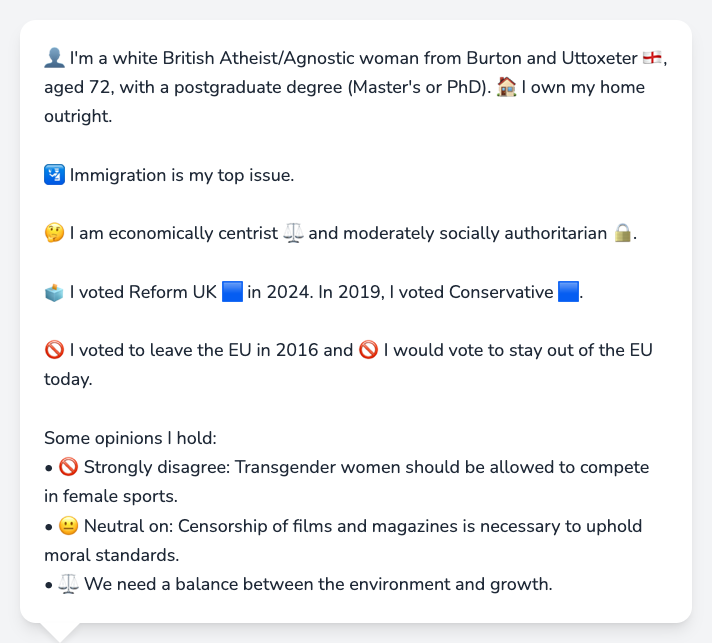 👤 I'm a white British Atheist/Agnostic woman from Burton and Uttoxeter 🏴󠁧󠁢󠁥󠁮󠁧󠁿,
aged 72, with a postgraduate degree (Master's or PhD). 🏠 I own my home
outright.
🛂 Immigration is my top issue.
🤔 I am economically centrist ⚖️ and moderately socially authoritarian 🔒.
🗳️ I voted Reform UK 🟦 in 2024. In 2019, I voted Conservative 🟦.
🚫 I voted to leave the EU in 2016 and 🚫 I would vote to stay out of the EU
today.
Some opinions I hold:
• 🚫 Strongly disagree: Transgender women should be allowed to compete
in female sports.
• 😐 Neutral on: Censorship of films and magazines is necessary to uphold
moral standards.
• ⚖️ We need a balance between the environment and growth.